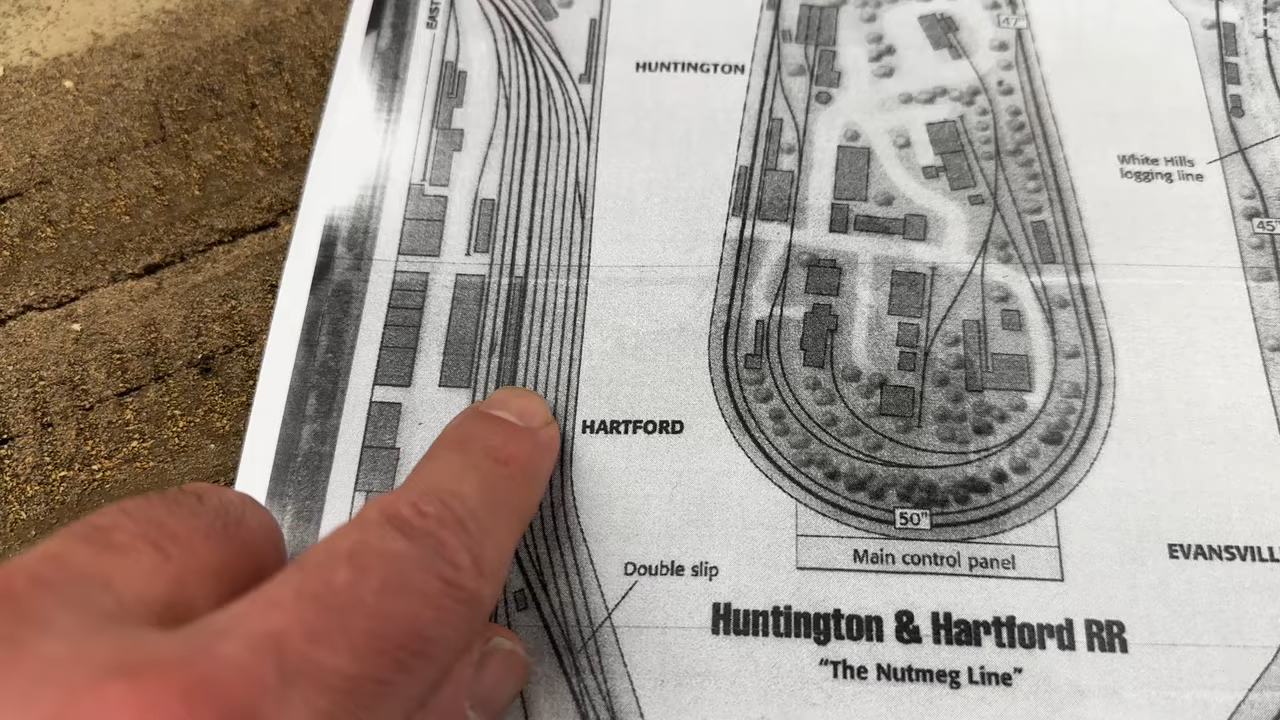 EAST
HUNTINGTON
47"
White Hills
logging line
45"
HARTFORD
50"
Main control panel
Double slip
EVANSVILL
Huntington & Hartford RR
"The Nutmeg Line"